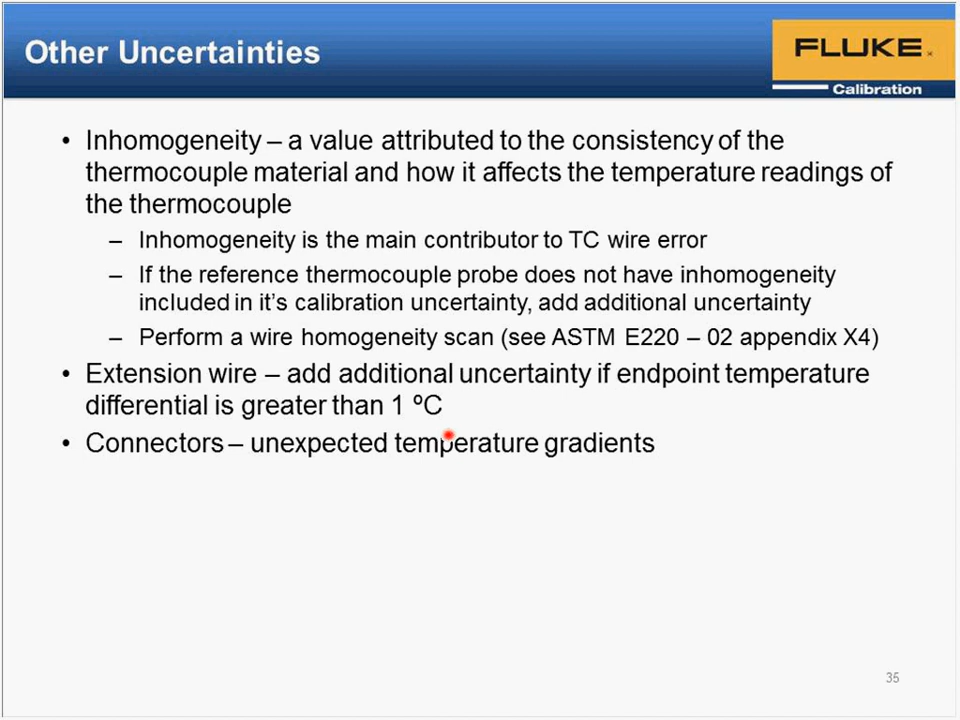 Other Uncertainties
FLUKE
Calibration
• Inhomogeneity – a value attributed to the consistency of the
thermocouple material and how it affects the temperature readings of
the thermocouple
– Inhomogeneity is the main contributor to TC wire error
– If the reference thermocouple probe does not have inhomogeneity
included in it's calibration uncertainty, add additional uncertainty
– Perform a wire homogeneity scan (see ASTM E220 – 02 appendix X4)
• Extension wire – add additional uncertainty if endpoint temperature
differential is greater than 1 ºC
• Connectors – unexpected temperature gradients
35